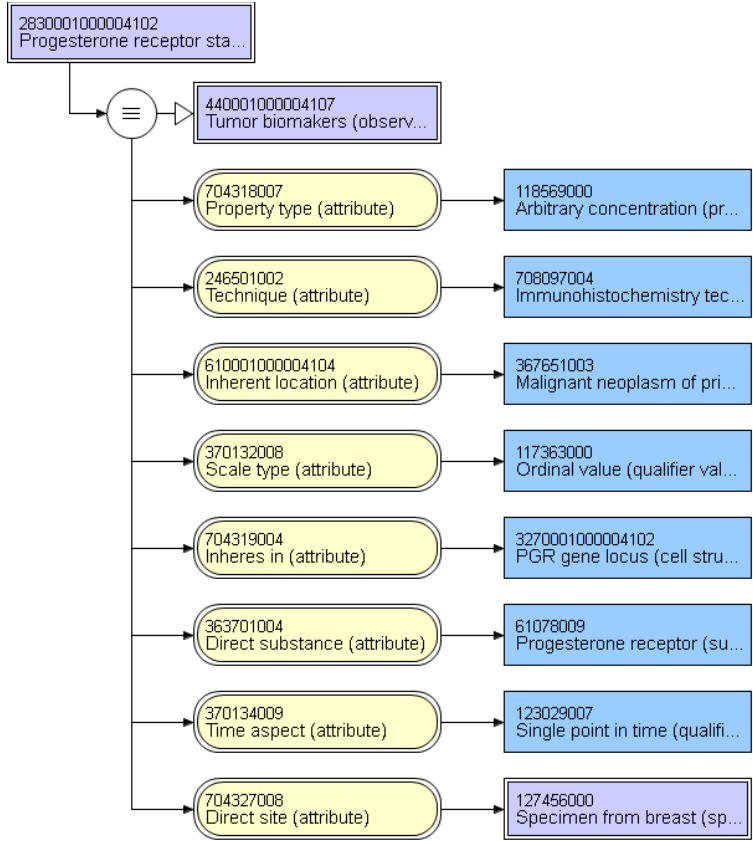 2830001000004102
Progesterone receptor sta...
440001000004107
Tumor biomakers (observ...
704318007
Property type (attribute)
118569000
Arbitrary concentration (pr...
246501002
Technique (attribute)
708097004
Immunohistochemistry tec...
610001000004104
Inherent location (attribute)
367651003
Malignant neoplasm of pri...
370132008
Scale type (attribute)
117363000
Ordinal value (qualifier val...
704319004
Inheres in (attribute)
3270001000004102
PGR gene locus (cell stru...
363701004
Direct substance (attribute)
61078009
Progesterone receptor (su...
370134009
Time aspect (attribute)
123029007
Single point in time (qualifi...
704327008
Direct site (attribute)
127456000
Specimen from breast (sp...